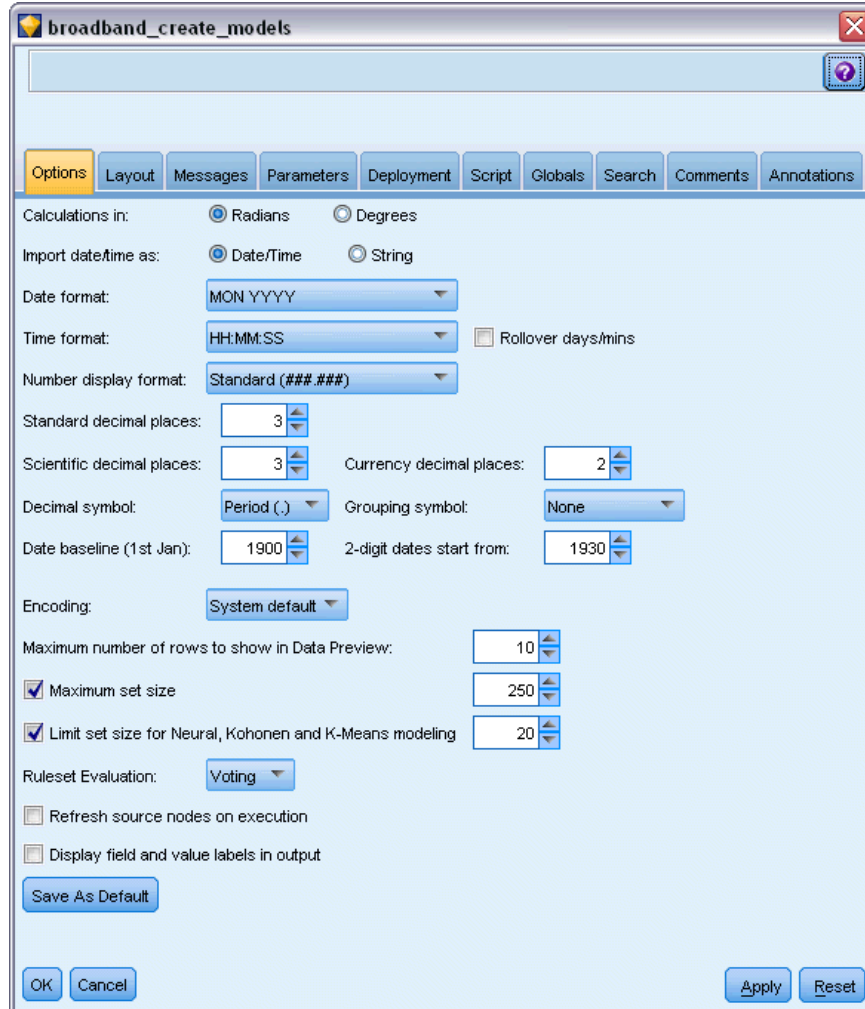 broadband_create_models
Options Layout Messages Parameters Deployment Script Globals Search Comments Annotations
Calculations in: Radians Degrees
Import date/time as: Date/Time String
Date format: MON YYYY
Time format: HH:MM:SS Rollover days/mins
Number display format: Standard (###.###)
Standard decimal places: 3
Scientific decimal places: 3 Currency decimal places: 2
Decimal symbol: Period (.) Grouping symbol: None
Date baseline (1st Jan): 1900 2-digit dates start from: 1930
Encoding: System default
Maximum number of rows to show in Data Preview: 10
Maximum set size 250
Limit set size for Neural, Kohonen and K-Means modeling 20
Ruleset Evaluation: Voting
Refresh source nodes on execution
Display field and value labels in output
Save As Default
OK Cancel Apply Reset